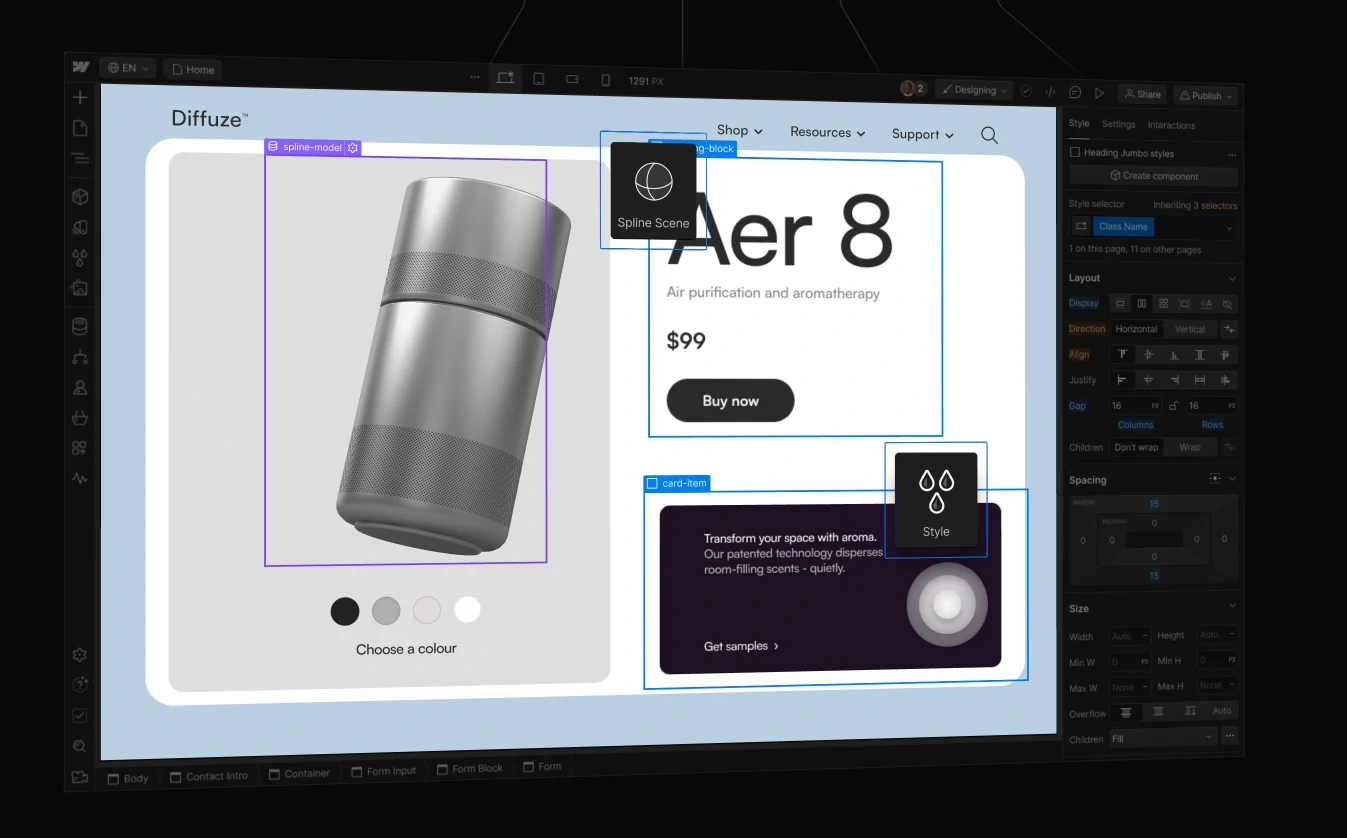 EN
Home
1291 PX
2
Designing
Share
Publish
Diffuze™
Shop
Resources
Support
spline-model
Spline Scene
Aer 8
Air purification and aromatherapy
$99
Buy now
card-item
Style
Transform your space with aroma.
Our patented technology disperses
room-filling scents - quietly.
Get samples ›
Choose a colour
Style Settings Interactions
Heading Jumbo styles
Create component
Style selector Inheriting 3 selectors
Class Name
1 on this page, 11 on other pages
Layout
Display
Direction Horizontal Vertical
Align
Justify
Gap 16 PX 16 PX
Columns Rows
Children Don't wrap Wrap
Spacing
MARGIN 15
PADDING 0
0 0 0 0
0
15
Size
Width Auto Height Auto
Min W 0 PX Min H 0 PX
Max W None Max H None
Overflow Auto
Children Fill
Body
Contact Intro
Container
Form Input
Form Block
Form